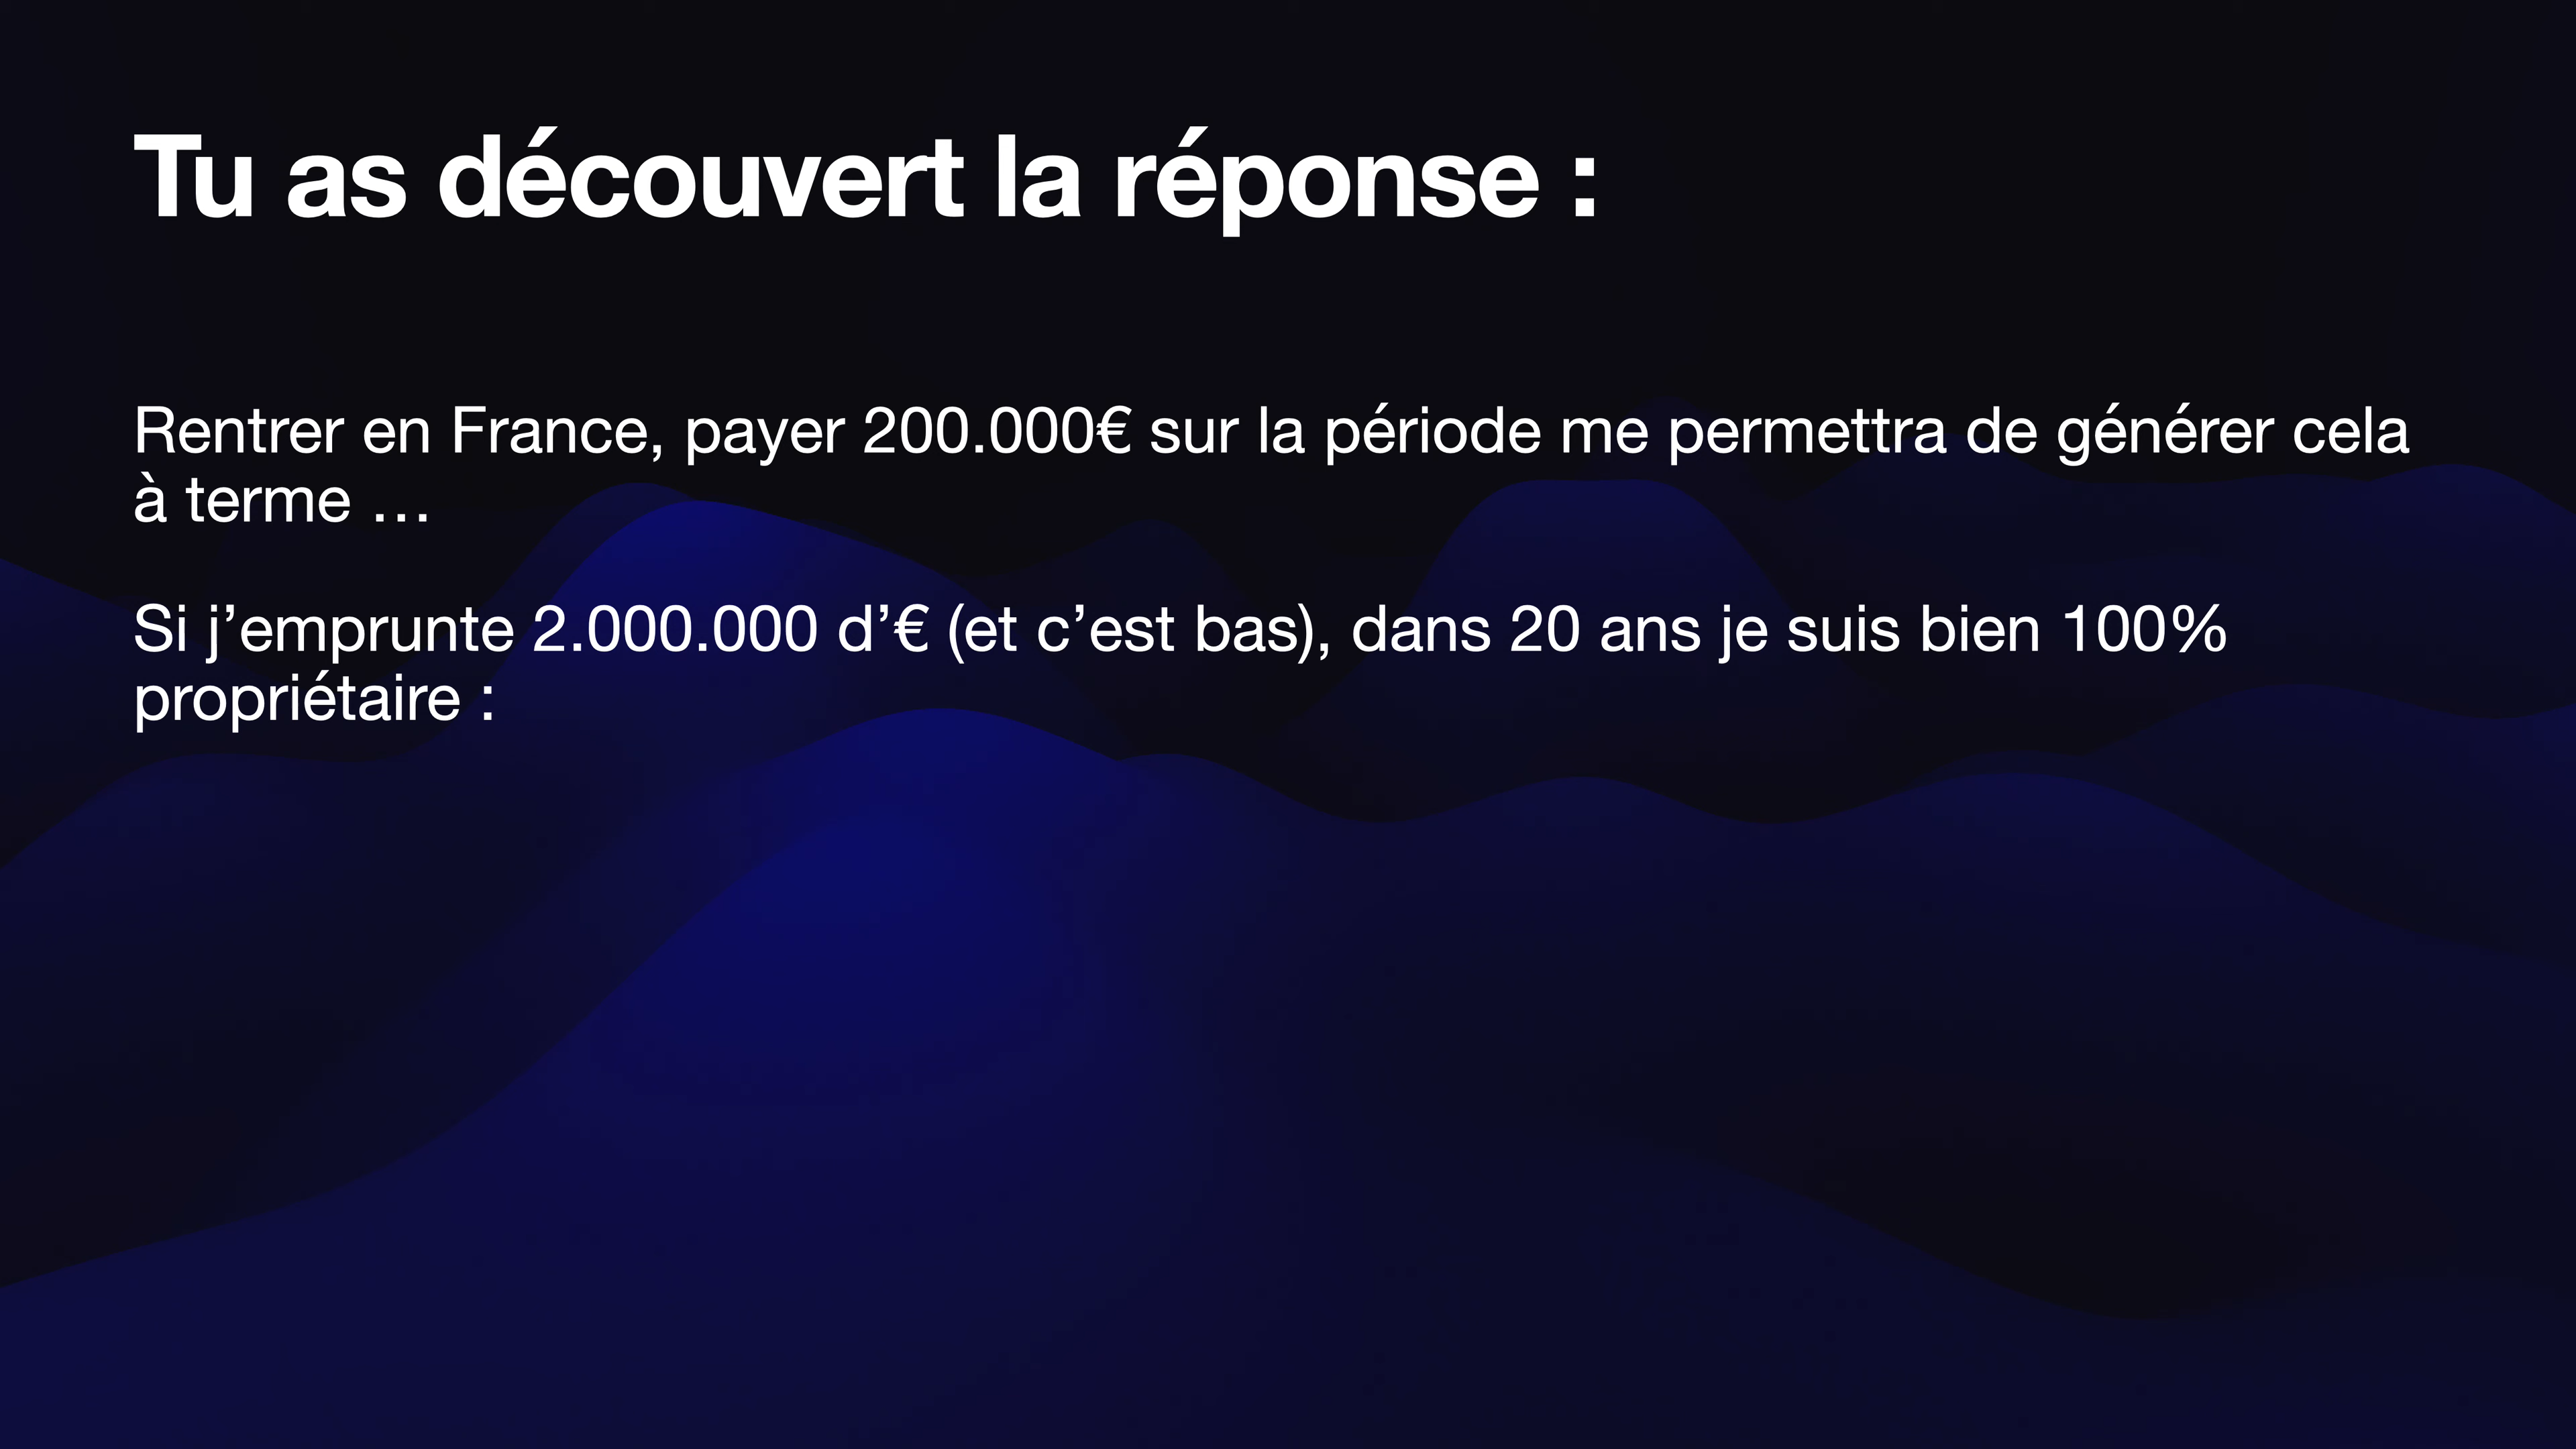 Tu as découvert la réponse :
Rentrer en France, payer 200.000€ sur la période me permettra de générer cela
à terme …
Si j’emprunte 2.000.000 d’€ (et c’est bas), dans 20 ans je suis bien 100%
propriétaire :